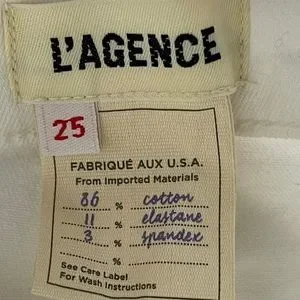 L'AGENCE
25
FABRIQUÉ AUX U.S.A.
From Imported Materials
86 % cotton
11 % elastane
3 % spandex
%
See Care Label
For Wash Instructions